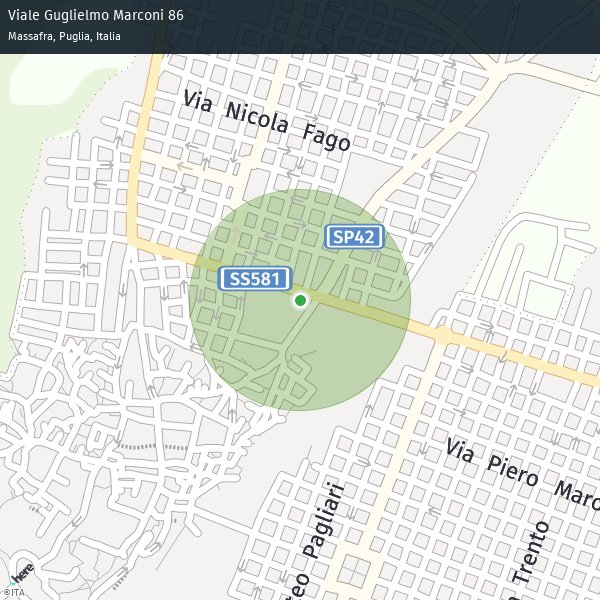 Viale Guglielmo Marconi 86
Massafra, Puglia, Italia
Via Nicola Fago
SP42
SS581
Via Piero Maro
eo Pagliari
Trento
here
©ITA